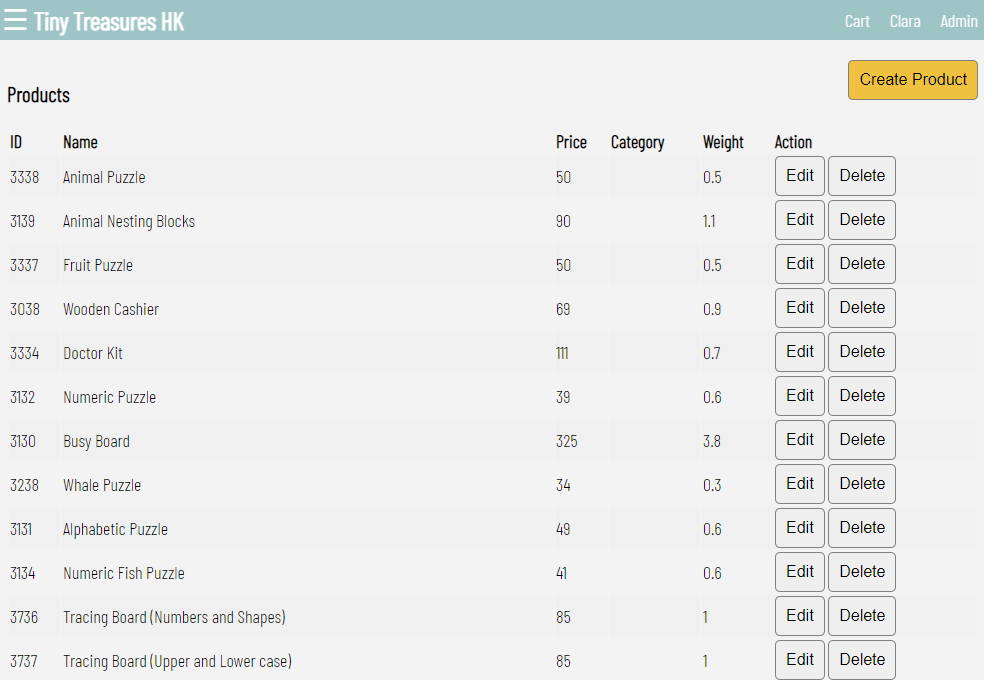 ☰ Tiny Treasures HK Cart Clara Admin
Create Product
Products
ID Name Price Category Weight Action
3338 Animal Puzzle 50 0.5 Edit Delete
3139 Animal Nesting Blocks 90 1.1 Edit Delete
3337 Fruit Puzzle 50 0.5 Edit Delete
3038 Wooden Cashier 69 0.9 Edit Delete
3334 Doctor Kit 111 0.7 Edit Delete
3132 Numeric Puzzle 39 0.6 Edit Delete
3130 Busy Board 325 3.8 Edit Delete
3238 Whale Puzzle 34 0.3 Edit Delete
3131 Alphabetic Puzzle 49 0.6 Edit Delete
3134 Numeric Fish Puzzle 41 0.6 Edit Delete
3736 Tracing Board (Numbers and Shapes) 85 1 Edit Delete
3737 Tracing Board (Upper and Lower case) 85 1 Edit Delete